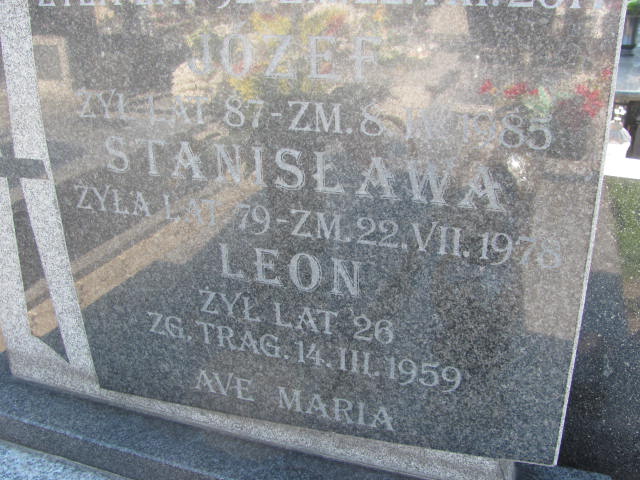 JÓZEF
ŻYŁ LAT 87-ZM. 8. 1985
STANISŁAWA
ŻYŁA LAT 79-ZM. 22. VII. 1978
LEON
ŻYŁ LAT 26
ZG. TRAG. 14. III. 1959
AVE MARIA